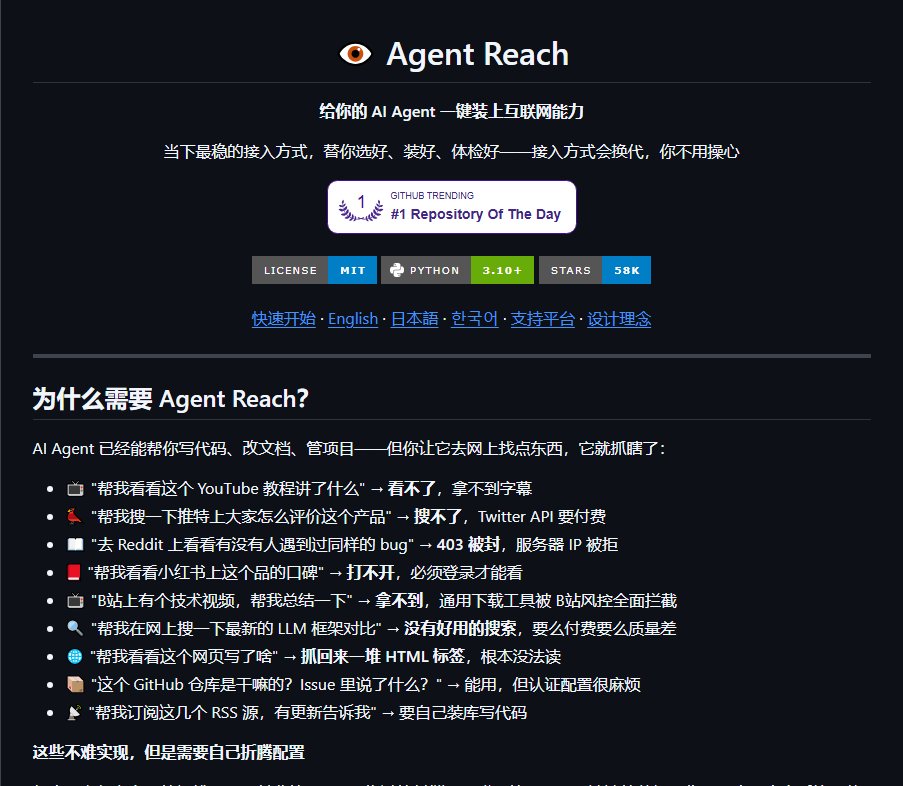 Agent Reach
给你的 AI Agent 一键装上互联网能力
当下最稳的接入方式，替你选好、装好、体检好——接入方式会换代，你不用操心
1
GITHUB TRENDING
#1 Repository Of The Day
LICENSE MIT PYTHON 3.10+ STARS 58K
快速开始 · English · 日本語 · 한국어 · 支持平台 · 设计理念
为什么需要 Agent Reach？
AI Agent 已经能帮你写代码、改文档、管项目——但你让它去网上找点东西，它就抓瞎了：
"帮我看看这个 YouTube 教程讲了什么" → 看不了，拿不到字幕
"帮我搜一下推特上大家怎么评价这个产品" → 搜不了，Twitter API 要付费
"去 Reddit 上看看有没有人遇到过同样的 bug" → 403 被封，服务器 IP 被拒
"帮我看看小红书上这个品的口碑" → 打不开，必须登录才能看
"B站上有个技术视频，帮我总结一下" → 拿不到，通用下载工具被 B站风控全面拦截
"帮我在网上搜一下最新的 LLM 框架对比" → 没有好用的搜索，要么付费要么质量差
"帮我看看这个网页写了啥" → 抓回来一堆 HTML 标签，根本没法读
"这个 GitHub 仓库是干嘛的？Issue 里说了什么？" → 能用，但认证配置很麻烦
"帮我订阅这几个 RSS 源，有更新告诉我" → 要自己装库写代码
这些不难实现，但是需要自己折腾配置